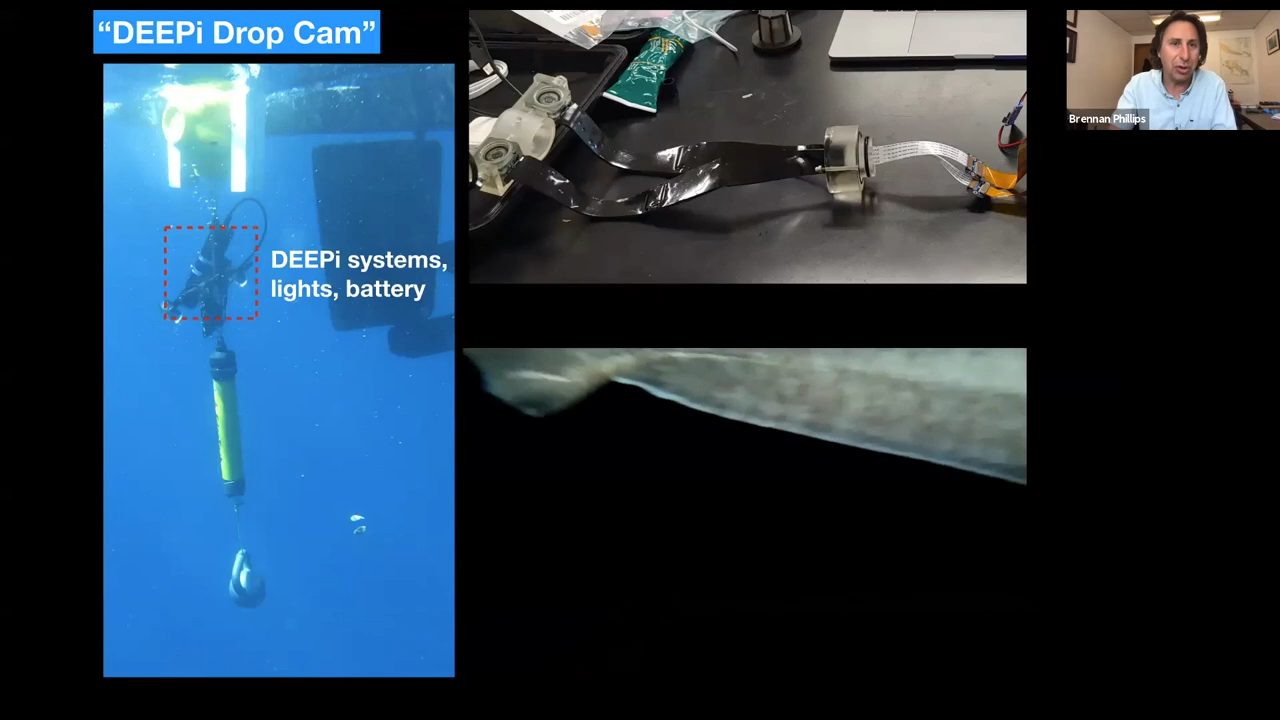 “DEEPi Drop Cam”
DEEPi systems,
lights, battery
Brennan Phillips